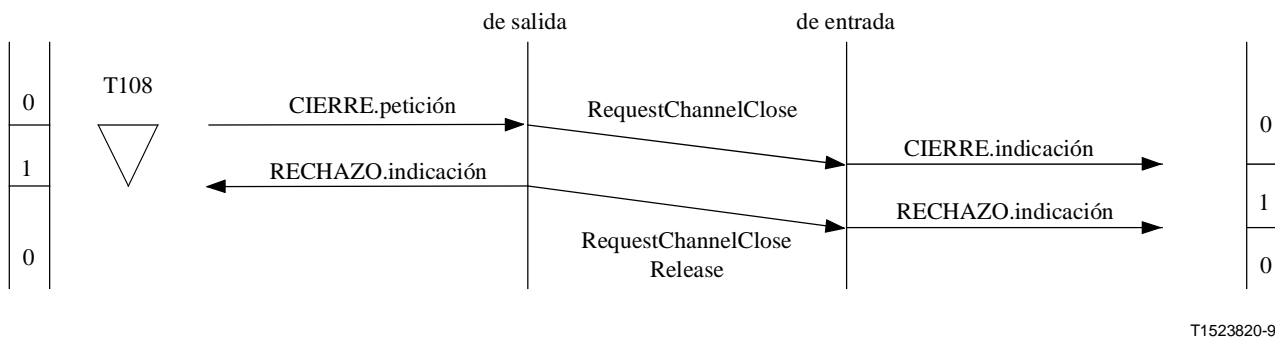 de salida
de entrada
T108
0
CIERRE.petición
RequestChannelClose
0
1
RECHAZO.indicación
CIERRE.indicación
1
RECHAZO.indicación
0
RequestChannelClose
Release
0
T1523820-9